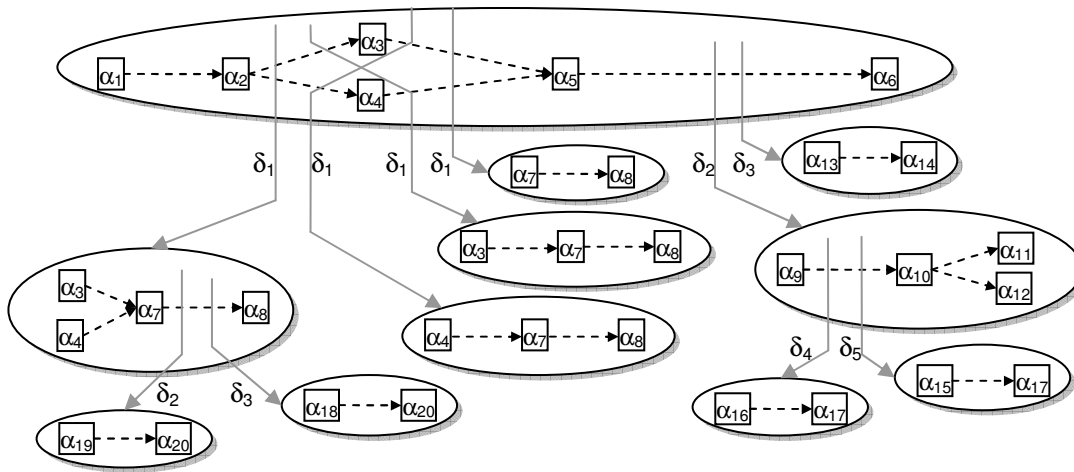 α3
α1 α2 α4 α5 α6
δ1 δ1 δ1 δ1 δ2 δ3
α7 α8
α13 α14
α3 α7 α8
α9 α10 α11
α12
α3
α4 α7 α8
α4 α7 α8
δ2 δ3
δ4 δ5
α18 α20
α19 α20
α15 α17
α16 α17